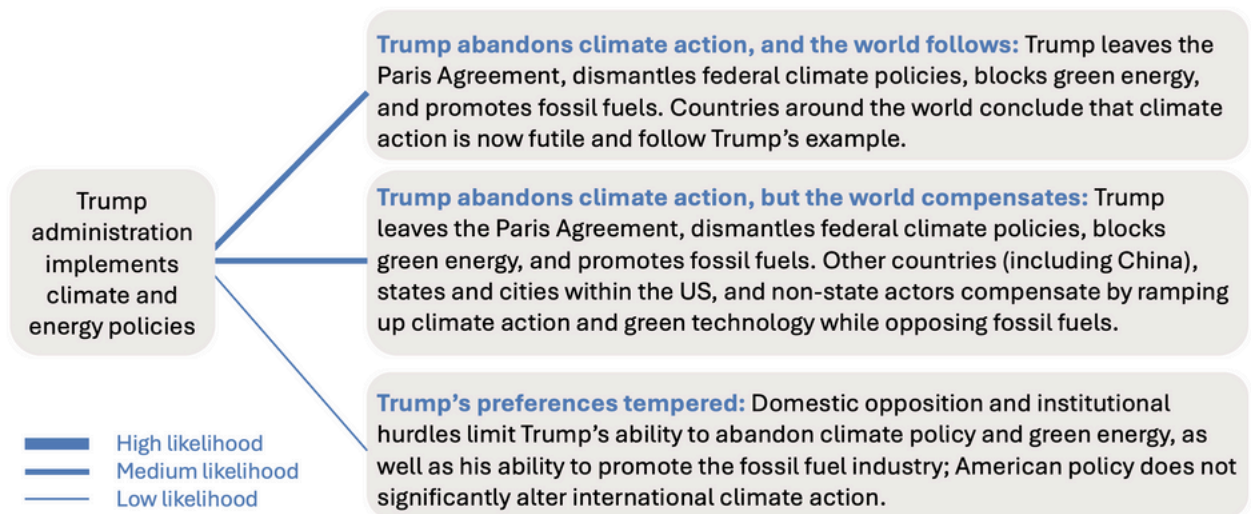 Trump abandons climate action, and the world follows: Trump leaves the
Paris Agreement, dismantles federal climate policies, blocks green energy,
and promotes fossil fuels. Countries around the world conclude that climate
action is now futile and follow Trump’s example.
Trump
administration
implements
climate and
energy policies
Trump abandons climate action, but the world compensates: Trump
leaves the Paris Agreement, dismantles federal climate policies, blocks
green energy, and promotes fossil fuels. Other countries (including China),
states and cities within the US, and non-state actors compensate by ramping
up climate action and green technology while opposing fossil fuels.
Trump’s preferences tempered: Domestic opposition and institutional
hurdles limit Trump’s ability to abandon climate policy and green energy, as
well as his ability to promote the fossil fuel industry; American policy does not
significantly alter international climate action.
High likelihood
Medium likelihood
Low likelihood